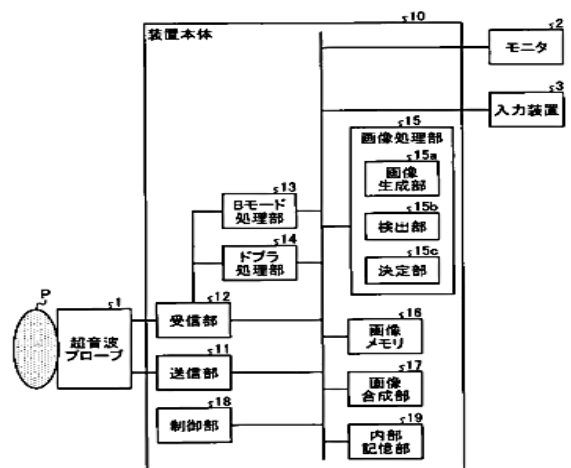 10
装置本体
2
モニタ
3
入力装置
15
画像処理部
15a
画像
生成部
15b
検出部
15c
決定部
13
Bモード
処理部
14
ドプラ
処理部
P
1
超音波
プローブ
12
受信部
11
送信部
18
制御部
16
画像
メモリ
17
画像
合成部
19
内部
記憶部